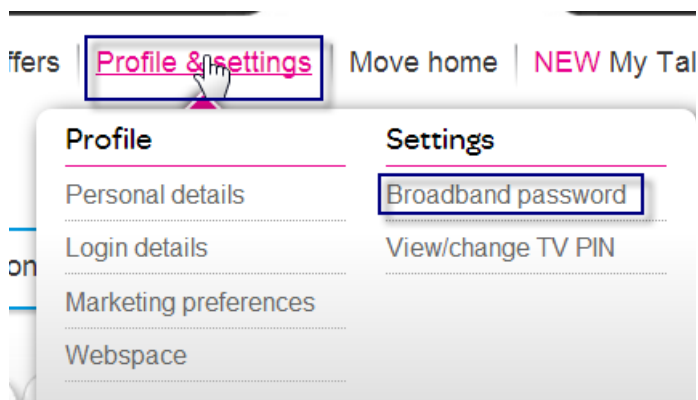 ffers Profile & settings Move home NEW My Tal
Profile
Personal details
Login details
Marketing preferences
Webspace
Settings
Broadband password
View/change TV PIN
on